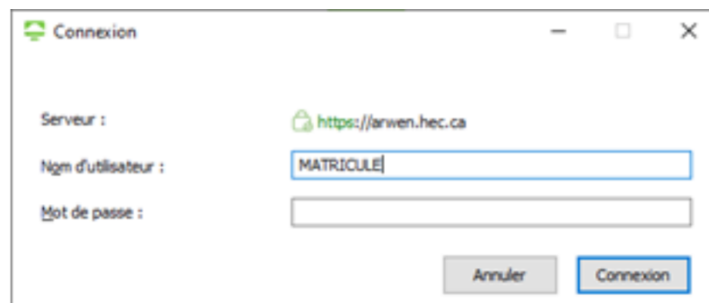 Connexion
Serveur : https://arwen.hec.ca
Nom d'utilisateur : MATRICULE
Mot de passe :
Annuler Connexion